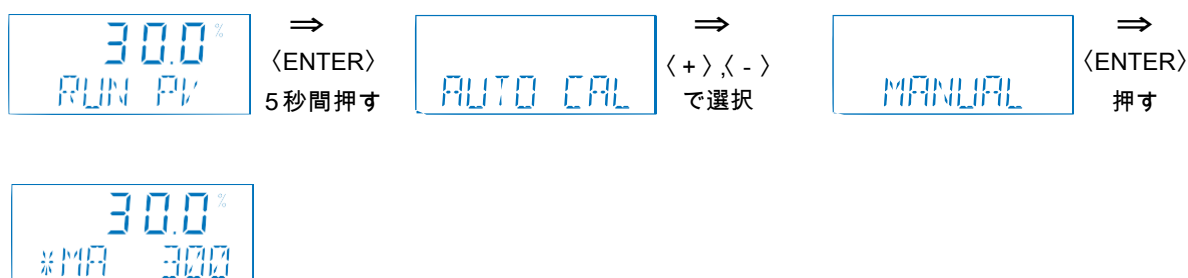 30.0%
RUN PV
⇒
〈ENTER〉
5秒間押す
AUTO CAL
⇒
〈+〉,〈-〉
で選択
MANUAL
⇒
〈ENTER〉
押す
30.0%
*MA 300